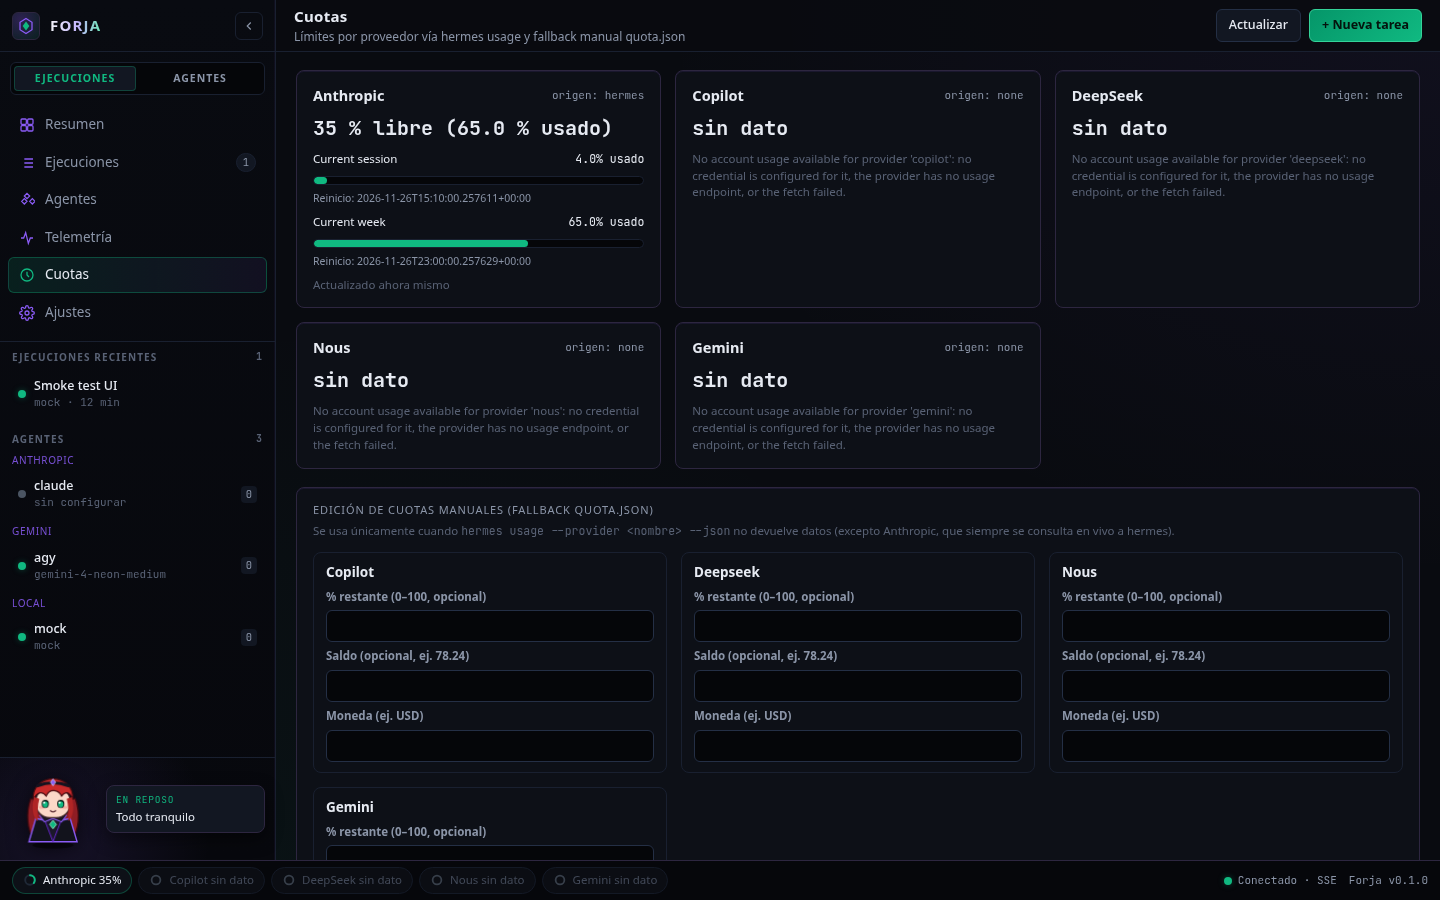 FORJA
EJECUCIONES
AGENTES
Resumen
Ejecuciones
1
Agentes
Telemetría
Cuotas
Ajustes
EJECUCIONES RECIENTES
1
Smoke test UI
mock · 12 min
AGENTES
3
ANTHROPIC
claude
sin configurar
0
GEMINI
agy
gemini-4-neon-medium
0
LOCAL
mock
mock
0
EN REPOSO
Todo tranquilo
Cuotas
Límites por proveedor vía hermes usage y fallback manual quota.json
Actualizar
+ Nueva tarea
Anthropic
origen: hermes
35 % libre (65.0 % usado)
Current session
4.0% usado
Reinicio: 2026-11-26T15:10:00.257611+00:00
Current week
65.0% usado
Reinicio: 2026-11-26T23:00:00.257629+00:00
Actualizado ahora mismo
Copilot
origen: none
sin dato
No account usage available for provider 'copilot': no
credential is configured for it, the provider has no usage
endpoint, or the fetch failed.
DeepSeek
origen: none
sin dato
No account usage available for provider 'deepseek': no
credential is configured for it, the provider has no usage
endpoint, or the fetch failed.
Nous
origen: none
sin dato
No account usage available for provider 'nous': no credential
is configured for it, the provider has no usage endpoint, or
the fetch failed.
Gemini
origen: none
sin dato
No account usage available for provider 'gemini': no
credential is configured for it, the provider has no usage
endpoint, or the fetch failed.
EDICIÓN DE CUOTAS MANUALES (FALLBACK QUOTA.JSON)
Se usa únicamente cuando hermes usage --provider <nombre> --json no devuelve datos (excepto Anthropic, que siempre se consulta en vivo a hermes).
Copilot
% restante (0–100, opcional)
Saldo (opcional, ej. 78.24)
Moneda (ej. USD)
Deepseek
% restante (0–100, opcional)
Saldo (opcional, ej. 78.24)
Moneda (ej. USD)
Nous
% restante (0–100, opcional)
Saldo (opcional, ej. 78.24)
Moneda (ej. USD)
Gemini
% restante (0–100, opcional)
Anthropic 35%
Copilot sin dato
DeepSeek sin dato
Nous sin dato
Gemini sin dato
Conectado · SSE
Forja v0.1.0